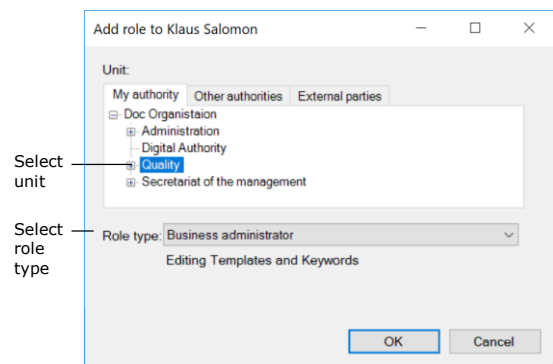 Add role to Klaus Salomon
Unit:
My authority Other authorities External parties
Doc Organistaion
Administration
Digital Authority
Select unit
Quality
Secretariat of the management
Select role type
Role type: Business administrator
Editing Templates and Keywords
OK Cancel